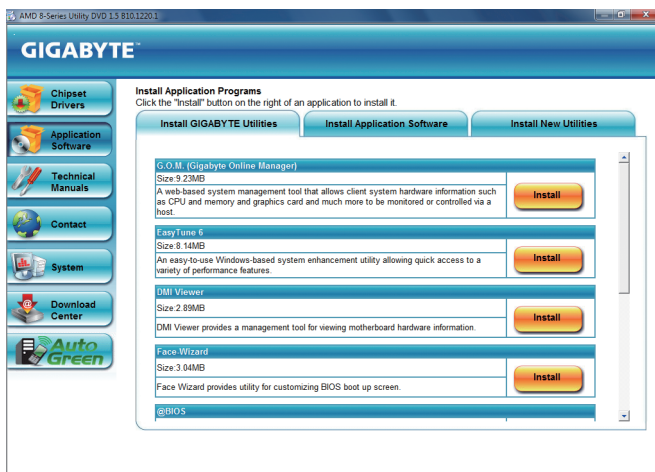 AMD 8-Series Utility DVD 1.5 B10.1220.1
GIGABYTE™
Chipset
Drivers
Application
Software
Technical
Manuals
Contact
System
Download
Center
Auto
Green
Install Application Programs
Click the "Install" button on the right of an application to install it.
Install GIGABYTE Utilities
Install Application Software
Install New Utilities
G.O.M. (Gigabyte Online Manager)
Size:9.23MB
A web-based system management tool that allows client system hardware information such
as CPU and memory and graphics card and much more to be monitored or controlled via a
host.
Install
EasyTune 6
Size:8.14MB
An easy-to-use Windows-based system enhancement utility allowing quick access to a
variety of performance features.
Install
DMI Viewer
Size:2.89MB
DMI Viewer provides a management tool for viewing motherboard hardware information.
Install
Face-Wizard
Size:3.04MB
Face Wizard provides utility for customizing BIOS boot up screen.
Install
@BIOS